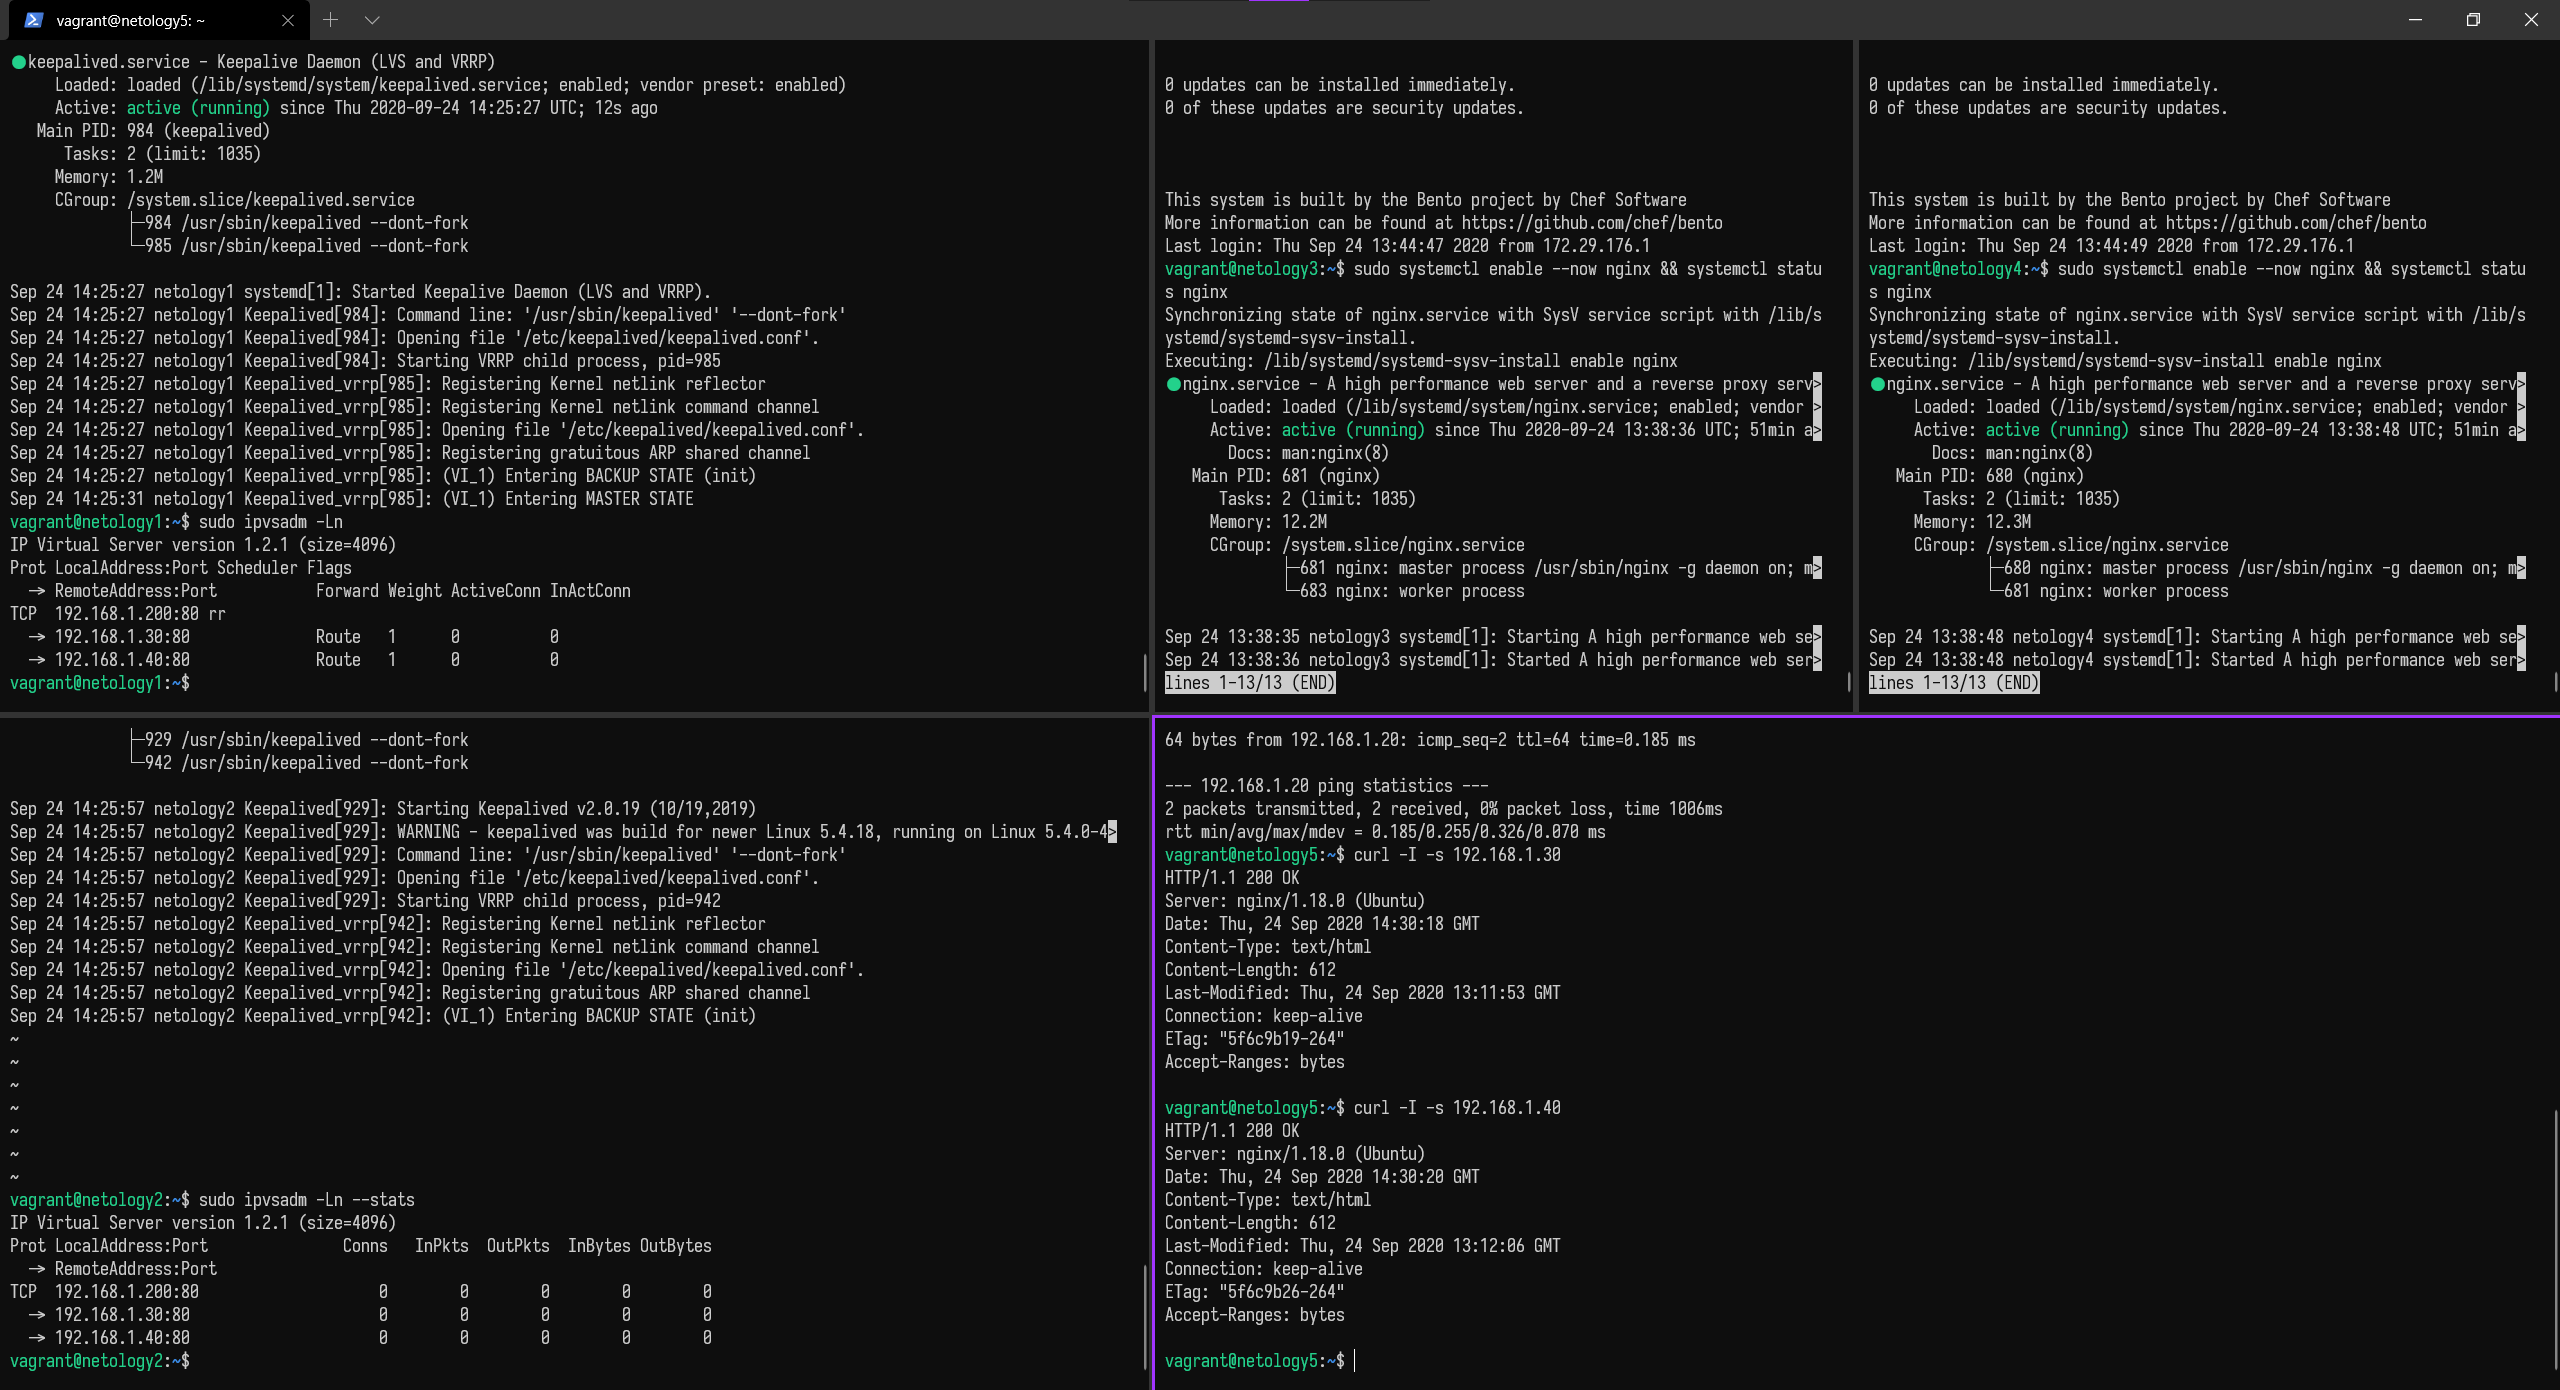 vagrant@netology5: ~
●keepalived.service - Keepalive Daemon (LVS and VRRP)
     Loaded: loaded (/lib/systemd/system/keepalived.service; enabled; vendor preset: enabled)
     Active: active (running) since Thu 2020-09-24 14:25:27 UTC; 12s ago
   Main PID: 984 (keepalived)
      Tasks: 2 (limit: 1035)
     Memory: 1.2M
     CGroup: /system.slice/keepalived.service
             ├─984 /usr/sbin/keepalived --dont-fork
             └─985 /usr/sbin/keepalived --dont-fork
Sep 24 14:25:27 netology1 systemd[1]: Started Keepalive Daemon (LVS and VRRP).
Sep 24 14:25:27 netology1 Keepalived[984]: Command line: '/usr/sbin/keepalived' '--dont-fork'
Sep 24 14:25:27 netology1 Keepalived[984]: Opening file '/etc/keepalived/keepalived.conf'.
Sep 24 14:25:27 netology1 Keepalived[984]: Starting VRRP child process, pid=985
Sep 24 14:25:27 netology1 Keepalived_vrrp[985]: Registering Kernel netlink reflector
Sep 24 14:25:27 netology1 Keepalived_vrrp[985]: Registering Kernel netlink command channel
Sep 24 14:25:27 netology1 Keepalived_vrrp[985]: Opening file '/etc/keepalived/keepalived.conf'.
Sep 24 14:25:27 netology1 Keepalived_vrrp[985]: Registering gratuitous ARP shared channel
Sep 24 14:25:27 netology1 Keepalived_vrrp[985]: (VI_1) Entering BACKUP STATE (init)
Sep 24 14:25:31 netology1 Keepalived_vrrp[985]: (VI_1) Entering MASTER STATE
vagrant@netology1:~$ sudo ipvsadm -Ln
IP Virtual Server version 1.2.1 (size=4096)
Prot LocalAddress:Port Scheduler Flags
  -> RemoteAddress:Port           Forward Weight ActiveConn InActConn
TCP  192.168.1.200:80 rr
  -> 192.168.1.30:80              Route   1      0          0
  -> 192.168.1.40:80              Route   1      0          0
vagrant@netology1:~$
0 updates can be installed immediately.
0 of these updates are security updates.
This system is built by the Bento project by Chef Software
More information can be found at https://github.com/chef/bento
Last login: Thu Sep 24 13:44:47 2020 from 172.29.176.1
vagrant@netology3:~$ sudo systemctl enable --now nginx && systemctl statu
s nginx
Synchronizing state of nginx.service with SysV service script with /lib/s
ystemd/systemd-sysv-install.
Executing: /lib/systemd/systemd-sysv-install enable nginx
●nginx.service - A high performance web server and a reverse proxy serv>
     Loaded: loaded (/lib/systemd/system/nginx.service; enabled; vendor >
     Active: active (running) since Thu 2020-09-24 13:38:36 UTC; 51min a>
       Docs: man:nginx(8)
   Main PID: 681 (nginx)
      Tasks: 2 (limit: 1035)
     Memory: 12.2M
     CGroup: /system.slice/nginx.service
             ├─681 nginx: master process /usr/sbin/nginx -g daemon on; m>
             └─683 nginx: worker process
Sep 24 13:38:35 netology3 systemd[1]: Starting A high performance web se>
Sep 24 13:38:36 netology3 systemd[1]: Started A high performance web ser>
lines 1-13/13 (END)
0 updates can be installed immediately.
0 of these updates are security updates.
This system is built by the Bento project by Chef Software
More information can be found at https://github.com/chef/bento
Last login: Thu Sep 24 13:44:49 2020 from 172.29.176.1
vagrant@netology4:~$ sudo systemctl enable --now nginx && systemctl statu
s nginx
Synchronizing state of nginx.service with SysV service script with /lib/s
ystemd/systemd-sysv-install.
Executing: /lib/systemd/systemd-sysv-install enable nginx
●nginx.service - A high performance web server and a reverse proxy serv>
     Loaded: loaded (/lib/systemd/system/nginx.service; enabled; vendor >
     Active: active (running) since Thu 2020-09-24 13:38:48 UTC; 51min a>
       Docs: man:nginx(8)
   Main PID: 680 (nginx)
      Tasks: 2 (limit: 1035)
     Memory: 12.3M
     CGroup: /system.slice/nginx.service
             ├─680 nginx: master process /usr/sbin/nginx -g daemon on; m>
             └─681 nginx: worker process
Sep 24 13:38:48 netology4 systemd[1]: Starting A high performance web se>
Sep 24 13:38:48 netology4 systemd[1]: Started A high performance web ser>
lines 1-13/13 (END)
             ├─929 /usr/sbin/keepalived --dont-fork
             └─942 /usr/sbin/keepalived --dont-fork
Sep 24 14:25:57 netology2 Keepalived[929]: Starting Keepalived v2.0.19 (10/19,2019)
Sep 24 14:25:57 netology2 Keepalived[929]: WARNING - keepalived was build for newer Linux 5.4.18, running on Linux 5.4.0-4>
Sep 24 14:25:57 netology2 Keepalived[929]: Command line: '/usr/sbin/keepalived' '--dont-fork'
Sep 24 14:25:57 netology2 Keepalived[929]: Opening file '/etc/keepalived/keepalived.conf'.
Sep 24 14:25:57 netology2 Keepalived[929]: Starting VRRP child process, pid=942
Sep 24 14:25:57 netology2 Keepalived_vrrp[942]: Registering Kernel netlink reflector
Sep 24 14:25:57 netology2 Keepalived_vrrp[942]: Registering Kernel netlink command channel
Sep 24 14:25:57 netology2 Keepalived_vrrp[942]: Opening file '/etc/keepalived/keepalived.conf'.
Sep 24 14:25:57 netology2 Keepalived_vrrp[942]: Registering gratuitous ARP shared channel
Sep 24 14:25:57 netology2 Keepalived_vrrp[942]: (VI_1) Entering BACKUP STATE (init)
~
~
~
~
~
~
~
vagrant@netology2:~$ sudo ipvsadm -Ln --stats
IP Virtual Server version 1.2.1 (size=4096)
Prot LocalAddress:Port               Conns   InPkts  OutPkts  InBytes OutBytes
  -> RemoteAddress:Port
TCP  192.168.1.200:80                    0        0        0        0        0
  -> 192.168.1.30:80                     0        0        0        0        0
  -> 192.168.1.40:80                     0        0        0        0        0
vagrant@netology2:~$
64 bytes from 192.168.1.20: icmp_seq=2 ttl=64 time=0.185 ms
--- 192.168.1.20 ping statistics ---
2 packets transmitted, 2 received, 0% packet loss, time 1006ms
rtt min/avg/max/mdev = 0.185/0.255/0.326/0.070 ms
vagrant@netology5:~$ curl -I -s 192.168.1.30
HTTP/1.1 200 OK
Server: nginx/1.18.0 (Ubuntu)
Date: Thu, 24 Sep 2020 14:30:18 GMT
Content-Type: text/html
Content-Length: 612
Last-Modified: Thu, 24 Sep 2020 13:11:53 GMT
Connection: keep-alive
ETag: "5f6c9b19-264"
Accept-Ranges: bytes
vagrant@netology5:~$ curl -I -s 192.168.1.40
HTTP/1.1 200 OK
Server: nginx/1.18.0 (Ubuntu)
Date: Thu, 24 Sep 2020 14:30:20 GMT
Content-Type: text/html
Content-Length: 612
Last-Modified: Thu, 24 Sep 2020 13:12:06 GMT
Connection: keep-alive
ETag: "5f6c9b26-264"
Accept-Ranges: bytes
vagrant@netology5:~$